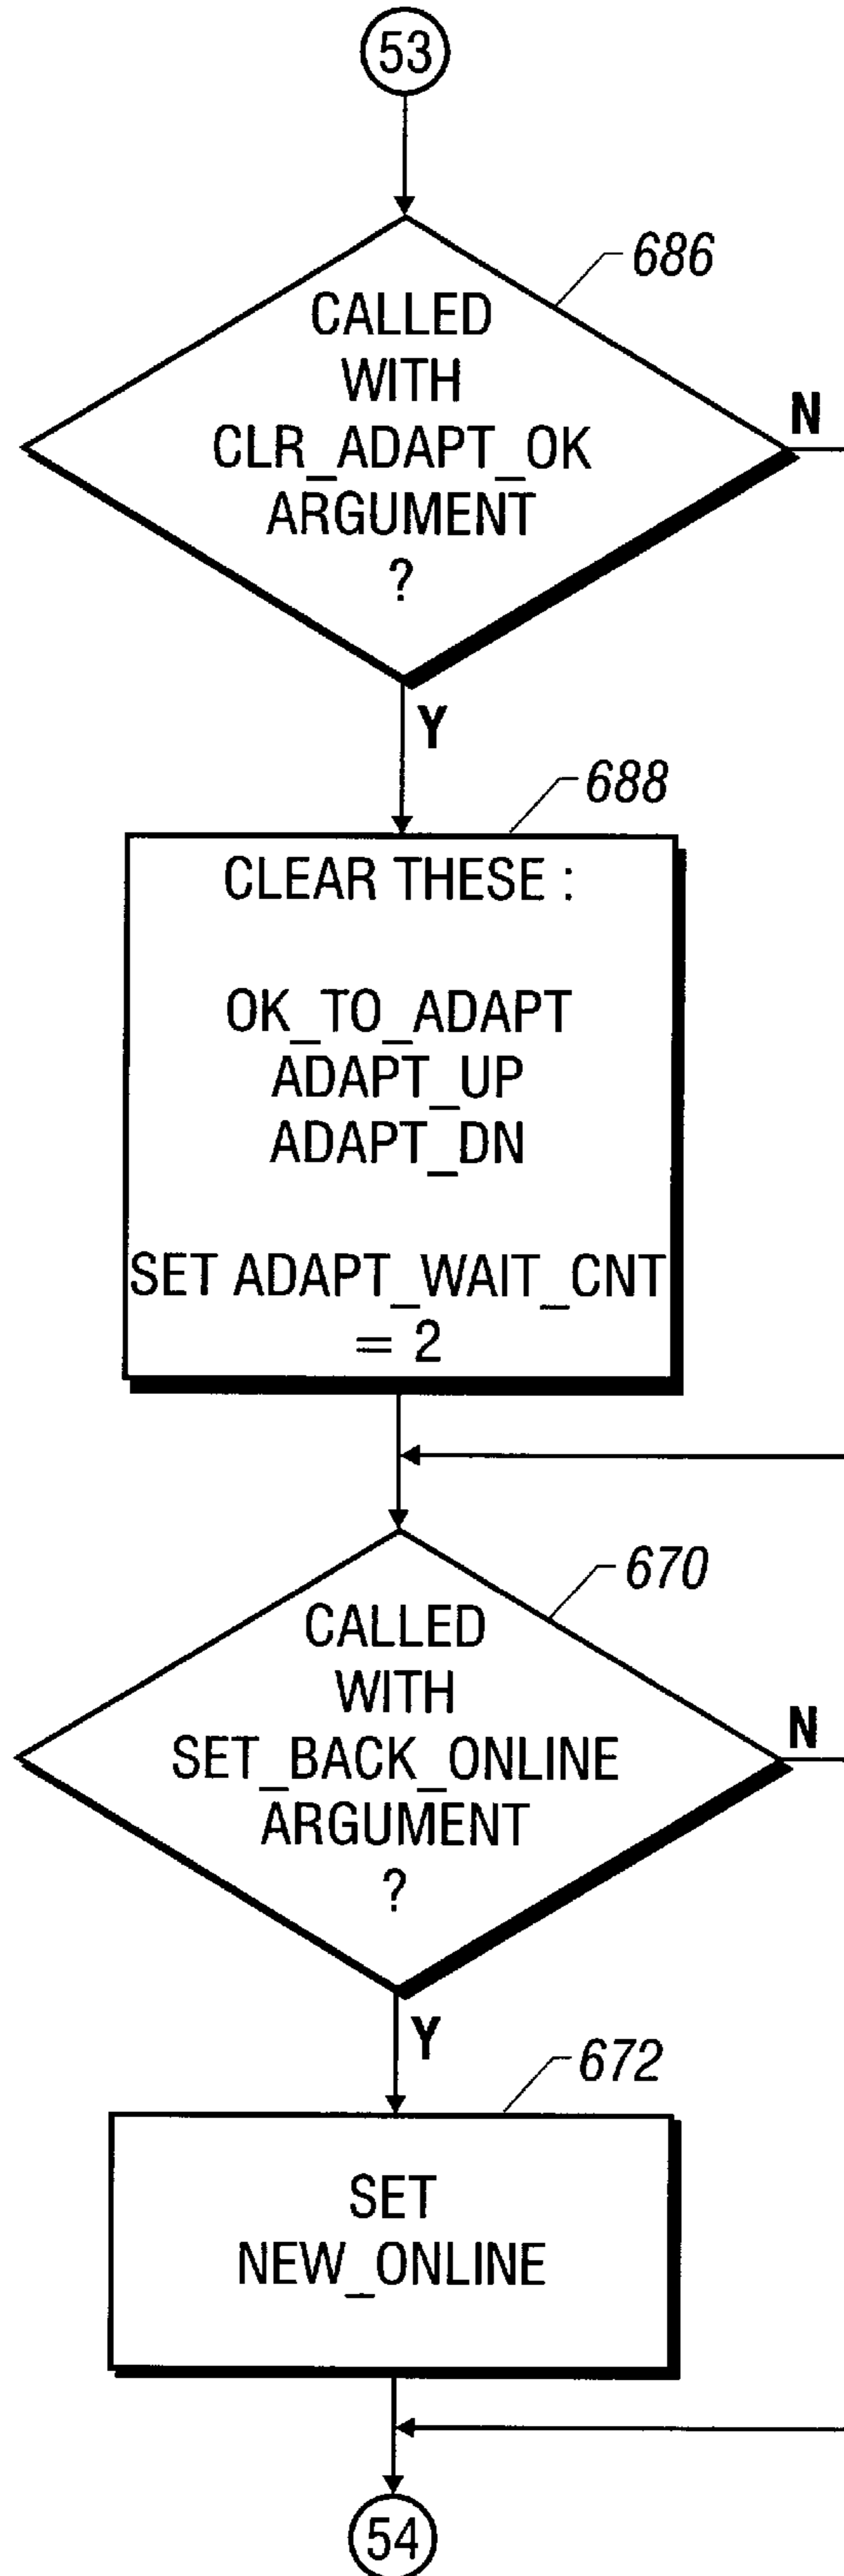 53
686
CALLED
WITH
CLR_ADAPT_OK
ARGUMENT
?
N
Y
688
CLEAR THESE :
OK_TO_ADAPT
ADAPT_UP
ADAPT_DN
SET ADAPT_WAIT_CNT
= 2
670
CALLED
WITH
SET_BACK_ONLINE
ARGUMENT
?
N
Y
672
SET
NEW_ONLINE
54